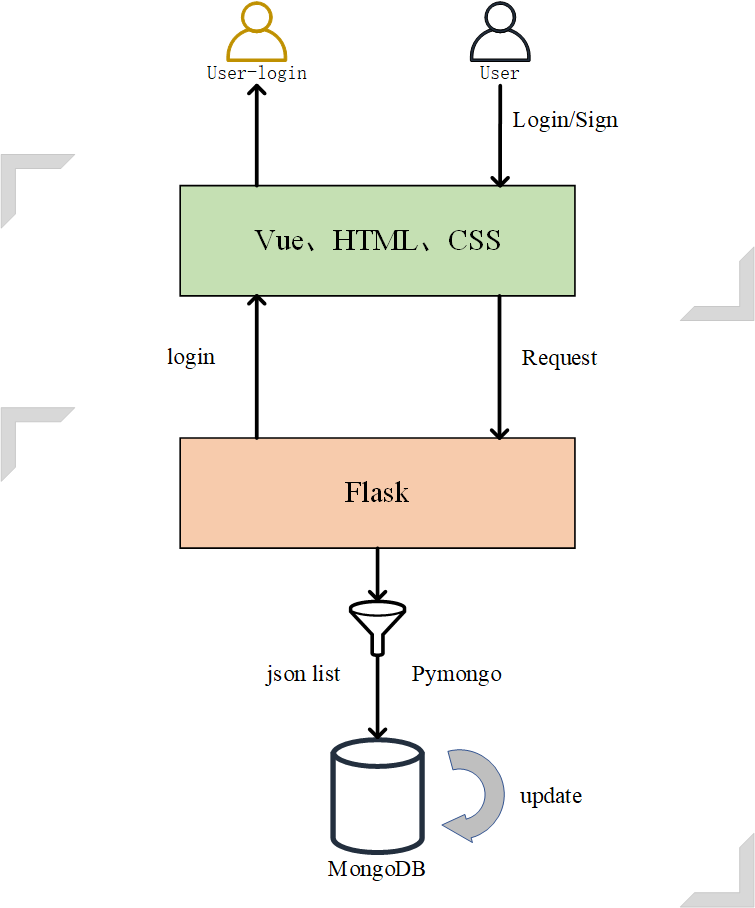 User-login
User
Login/Sign
Vue、HTML、CSS
login
Request
Flask
json list
Pymongo
update
MongoDB